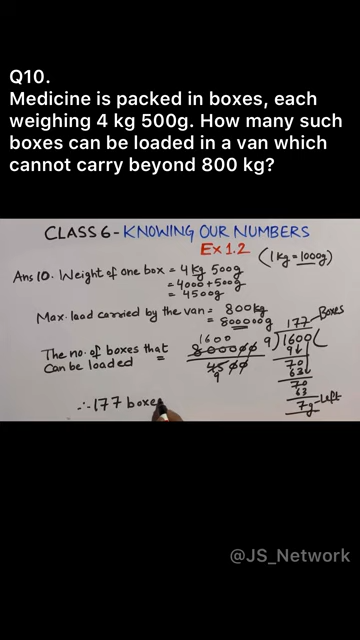 Q10.
Medicine is packed in boxes, each
weighing 4 kg 500g. How many such
boxes can be loaded in a van which
cannot carry beyond 800 kg?
CLASS 6 - KNOWING OUR NUMBERS
Ex 1.2
(1 kg = 1000g)
Ans 10. Weight of one box = 4 kg 500g
= 4000 + 500g
= 4500g
Max. load carried by the van = 800kg
= 800000g
The no. of boxes that = 
Can be loaded
1600
800000
4500
9
177 Boxes
9) 1600 (
9
70
63
70
63
7g Left
∴ 177 boxes
@JS_Network